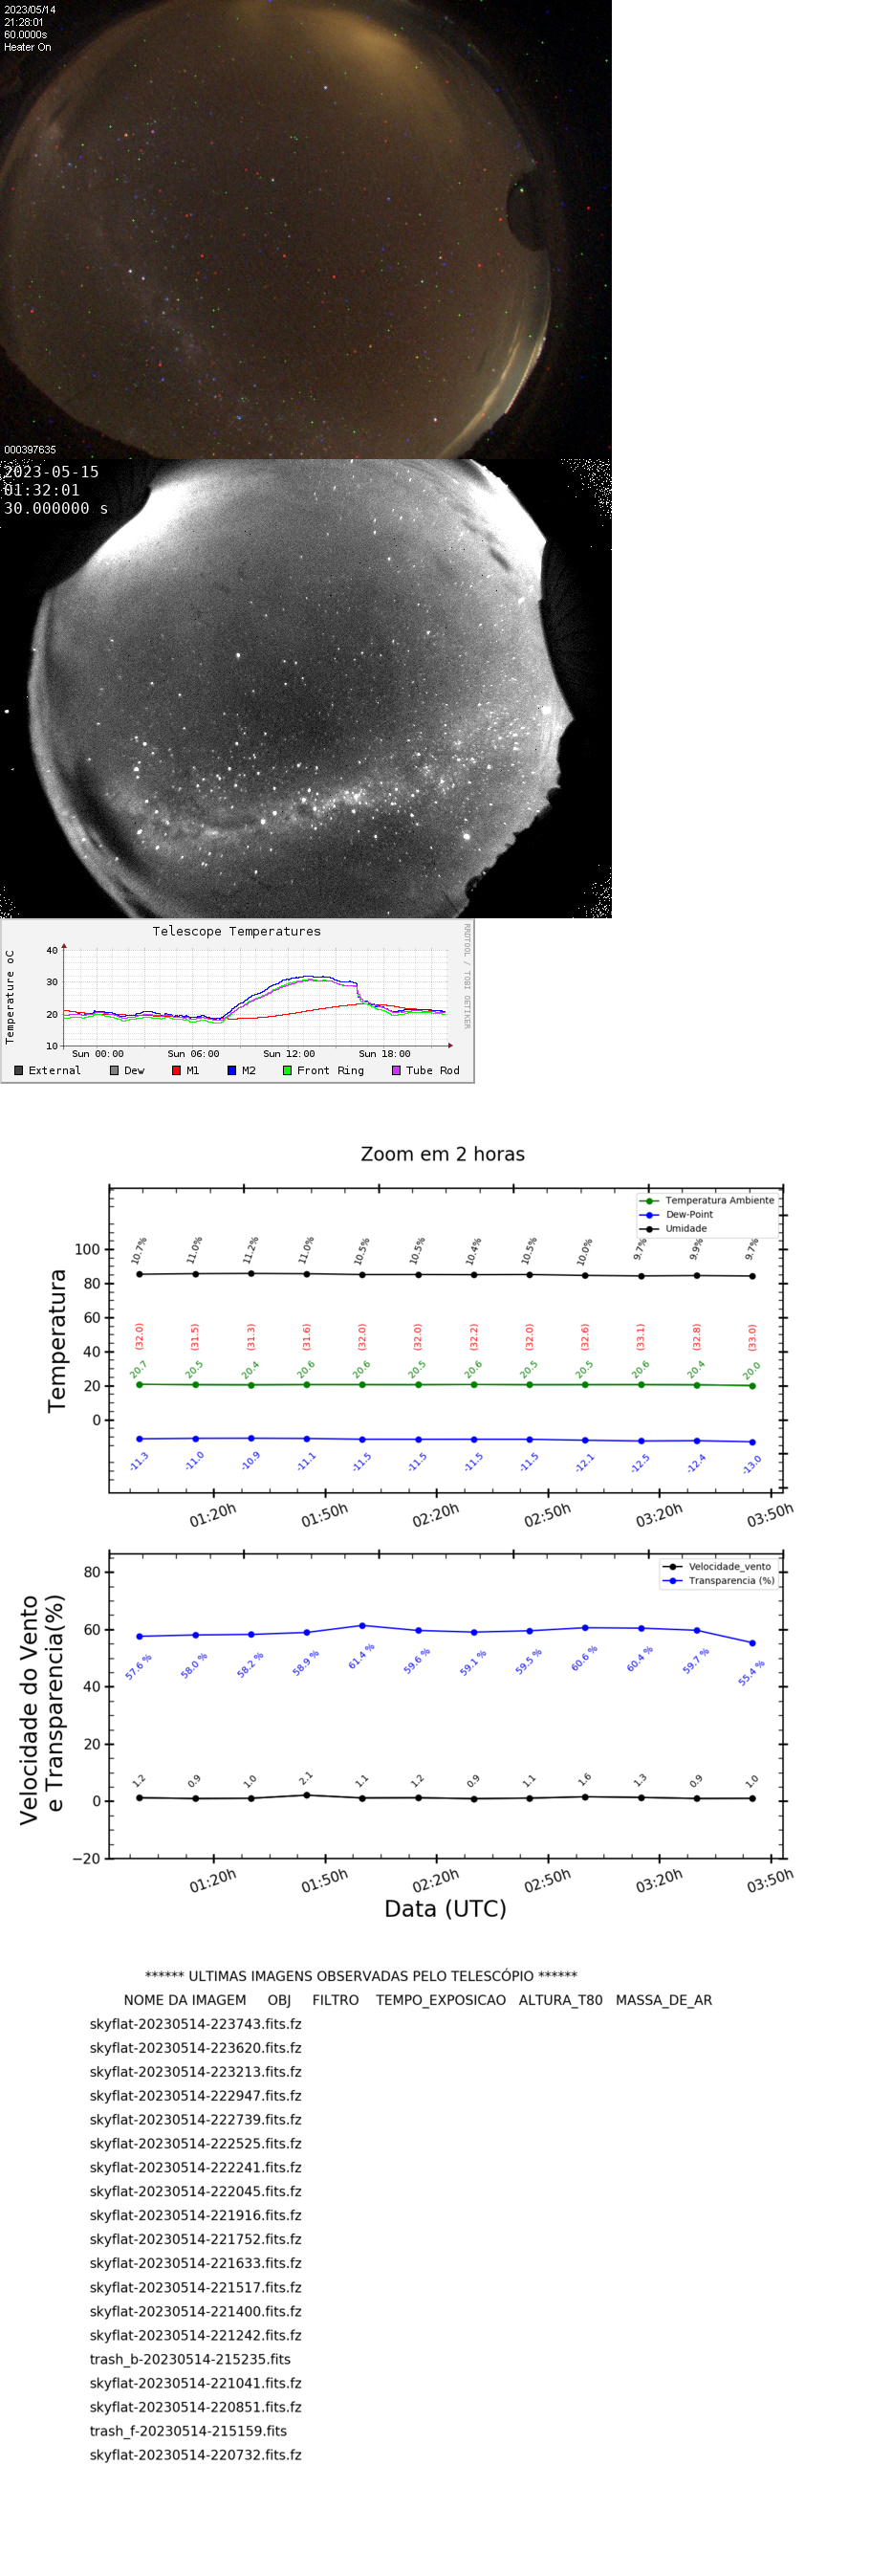 2023/05/14
21:28:01
60.0000s
Heater On
000397635
2023-05-15
01:32:01
30.000000 s
Telescope Temperatures
RRDTOOL / TOBI OETIKER
Temperature oC
40
30
20
10
Sun 00:00 Sun 06:00 Sun 12:00 Sun 18:00
External Dew M1 M2 Front Ring Tube Rod
Zoom em 2 horas
Temperatura Ambiente
Dew-Point
Umidade
Temperatura
100
80
60
40
20
0
10.7% 11.0% 11.2% 11.0% 10.5% 10.5% 10.4% 10.5% 10.0% 9.7% 9.9% 9.7%
(32.0) (31.5) (31.3) (31.6) (32.0) (32.0) (32.2) (32.0) (32.6) (33.1) (32.8) (33.0)
20.7 20.5 20.4 20.6 20.6 20.5 20.6 20.5 20.5 20.6 20.4 20.0
-11.3 -11.0 -10.9 -11.1 -11.5 -11.5 -11.5 -11.5 -12.1 -12.5 -12.4 -13.0
01:20h 01:50h 02:20h 02:50h 03:20h 03:50h
Velocidade_vento
Transparencia (%)
Velocidade do Vento
e Transparencia(%)
80
60
40
20
0
−20
57.6 % 58.0 % 58.2 % 58.9 % 61.4 % 59.6 % 59.1 % 59.5 % 60.6 % 60.4 % 59.7 % 55.4 %
1.2 0.9 1.0 2.1 1.1 1.2 0.9 1.1 1.6 1.3 0.9 1.0
01:20h 01:50h 02:20h 02:50h 03:20h 03:50h
Data (UTC)
****** ULTIMAS IMAGENS OBSERVADAS PELO TELESCÓPIO ******
NOME DA IMAGEM OBJ FILTRO TEMPO_EXPOSICAO ALTURA_T80 MASSA_DE_AR
skyflat-20230514-223743.fits.fz
skyflat-20230514-223620.fits.fz
skyflat-20230514-223213.fits.fz
skyflat-20230514-222947.fits.fz
skyflat-20230514-222739.fits.fz
skyflat-20230514-222525.fits.fz
skyflat-20230514-222241.fits.fz
skyflat-20230514-222045.fits.fz
skyflat-20230514-221916.fits.fz
skyflat-20230514-221752.fits.fz
skyflat-20230514-221633.fits.fz
skyflat-20230514-221517.fits.fz
skyflat-20230514-221400.fits.fz
skyflat-20230514-221242.fits.fz
trash_b-20230514-215235.fits
skyflat-20230514-221041.fits.fz
skyflat-20230514-220851.fits.fz
trash_f-20230514-215159.fits
skyflat-20230514-220732.fits.fz